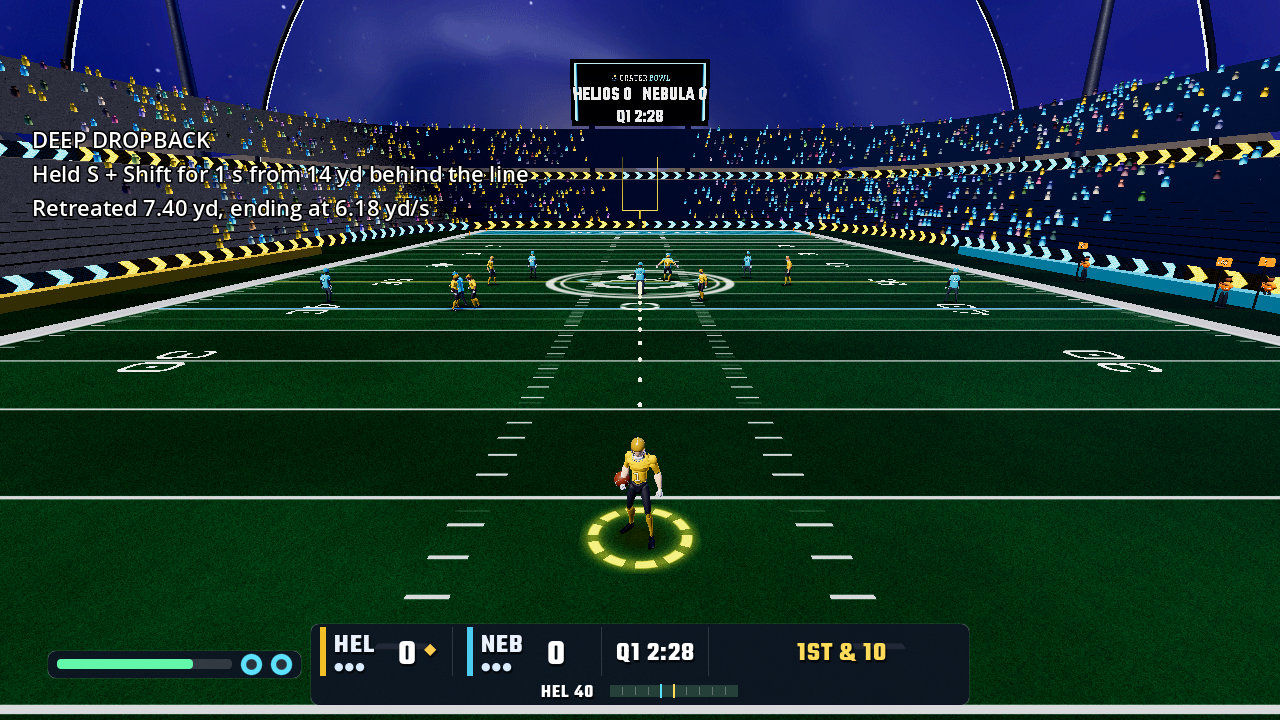 CRATER BOWL
HELIOS 0 NEBULA 0
Q1 2:28
DEEP DROPBACK
Held S + Shift for 1 s from 14 yd behind the line
Retreated 7.40 yd, ending at 6.18 yd/s
HEL 0
NEB 0
Q1 2:28
1ST & 10
HEL 40